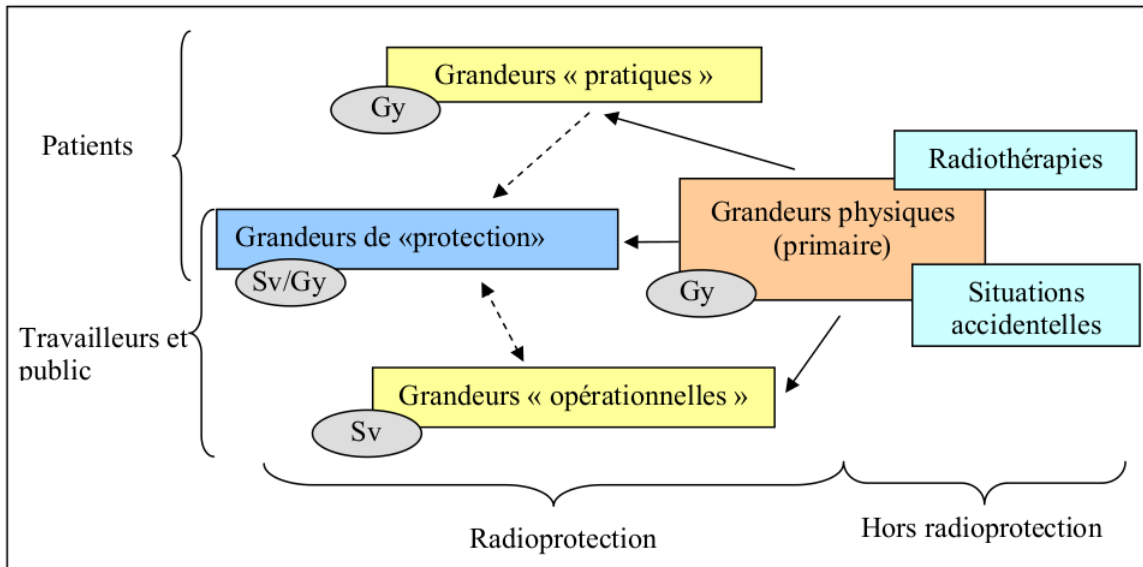 Grandeurs « pratiques »
Gy
Patients
Radiothérapies
Grandeurs physiques
(primaire)
Grandeurs de «protection»
Sv/Gy
Gy
Situations
accidentelles
Travailleurs et
public
Grandeurs « opérationnelles »
Sv
Radioprotection
Hors radioprotection